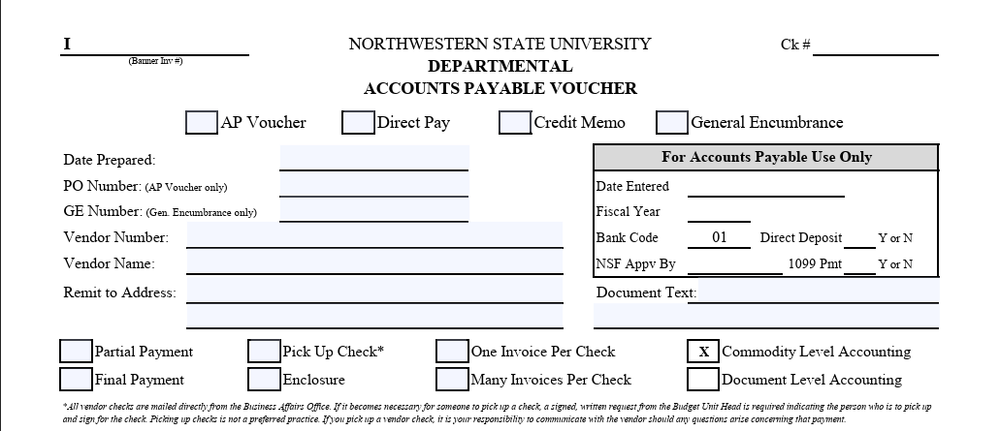 I NORTHWESTERN STATE UNIVERSITY Ck #
(Banner Inv #)
DEPARTMENTAL
ACCOUNTS PAYABLE VOUCHER
AP Voucher Direct Pay Credit Memo General Encumbrance
Date Prepared: For Accounts Payable Use Only
PO Number: (AP Voucher only) Date Entered
GE Number: (Gen. Encumbrance only) Fiscal Year
Vendor Number: Bank Code 01 Direct Deposit Y or N
Vendor Name: NSF Appv By 1099 Pmt Y or N
Remit to Address: Document Text:
Partial Payment Pick Up Check* One Invoice Per Check X Commodity Level Accounting
Final Payment Enclosure Many Invoices Per Check Document Level Accounting
*All vendor checks are mailed directly from the Business Affairs Office. If it becomes necessary for someone to pick up a check, a signed, written request from the Budget Unit Head is required indicating the person who is to pick up
and sign for the check. Picking up checks is not a preferred practice. If you pick up a vendor check, it is your responsibility to communicate with the vendor should any questions arise concerning that payment.